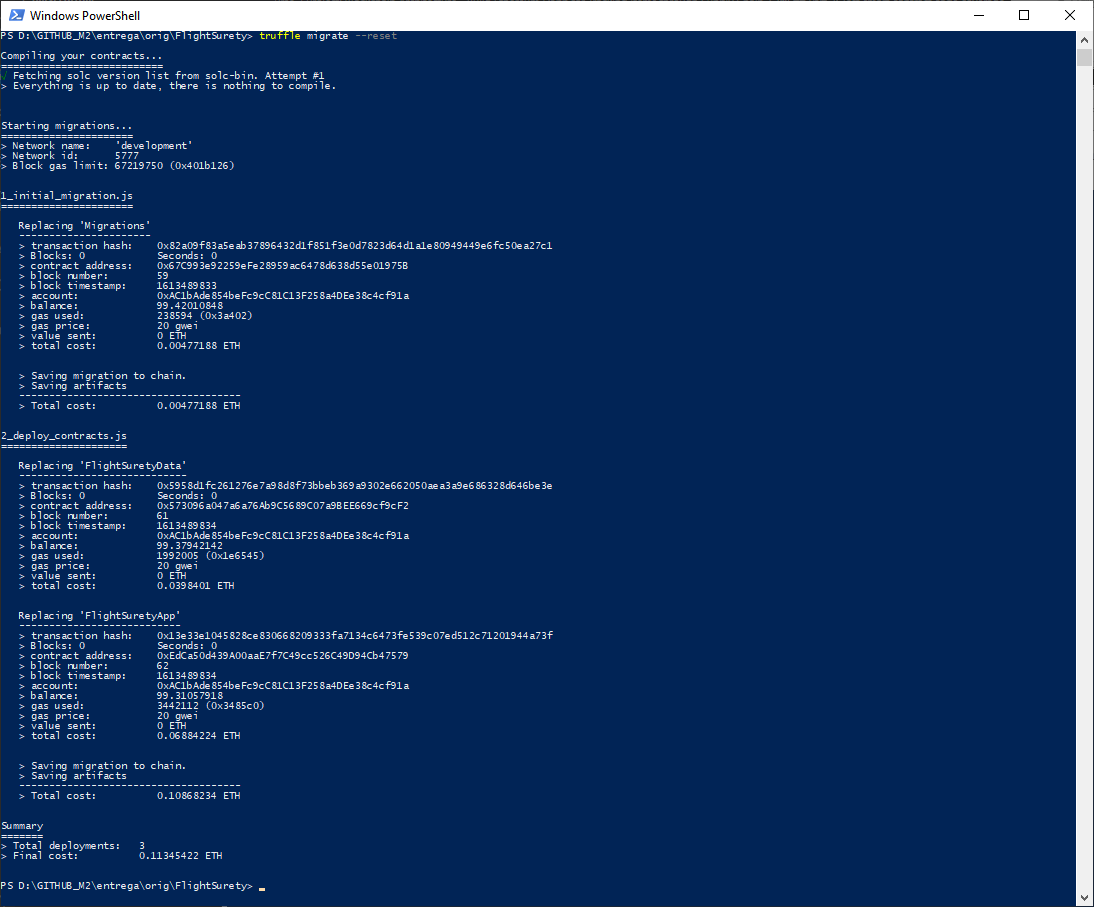 Windows PowerShell
PS D:\GITHUB_M2\entrega\orig\FlightSurety> truffle migrate --reset
Compiling your contracts...
===========================
√ Fetching solc version list from solc-bin. Attempt #1
> Everything is up to date, there is nothing to compile.
Starting migrations...
======================
> Network name:    'development'
> Network id:      5777
> Block gas limit: 67219750 (0x401b126)
1_initial_migration.js
======================
Replacing 'Migrations'
----------------------
> transaction hash:    0x82a09f83a5eab37896432d1f851f3e0d7823d64d1a1e80949449e6fc50ea27c1
> Blocks: 0            Seconds: 0
> contract address:    0x67C993e92259eFe28959ac6478d638d55e01975B
> block number:        59
> block timestamp:     1613489833
> account:             0xAC1bAde854beFc9cC81C13F258a4DEe38c4cf91a
> balance:             99.42010848
> gas used:            238594 (0x3a402)
> gas price:           20 gwei
> value sent:          0 ETH
> total cost:          0.00477188 ETH
> Saving migration to chain.
> Saving artifacts
-------------------------------------
> Total cost:          0.00477188 ETH
2_deploy_contracts.js
=====================
Replacing 'FlightSuretyData'
----------------------------
> transaction hash:    0x5958d1fc261276e7a98d8f73bbeb369a9302e662050aea3a9e686328d646be3e
> Blocks: 0            Seconds: 0
> contract address:    0x573096a047a6a76Ab9C5689C07a9BEE669cf9cF2
> block number:        61
> block timestamp:     1613489834
> account:             0xAC1bAde854beFc9cC81C13F258a4DEe38c4cf91a
> balance:             99.37942142
> gas used:            1992005 (0x1e6545)
> gas price:           20 gwei
> value sent:          0 ETH
> total cost:          0.0398401 ETH
Replacing 'FlightSuretyApp'
---------------------------
> transaction hash:    0x13e33e1045828ce830668209333fa7134c6473fe539c07ed512c71201944a73f
> Blocks: 0            Seconds: 0
> contract address:    0xEdCa50d439A00aaE7f7C49cc526C49D94Cb47579
> block number:        62
> block timestamp:     1613489834
> account:             0xAC1bAde854beFc9cC81C13F258a4DEe38c4cf91a
> balance:             99.31057918
> gas used:            3442112 (0x3485c0)
> gas price:           20 gwei
> value sent:          0 ETH
> total cost:          0.06884224 ETH
> Saving migration to chain.
> Saving artifacts
-------------------------------------
> Total cost:          0.10868234 ETH
Summary
=======
> Total deployments:   3
> Final cost:          0.11345422 ETH
PS D:\GITHUB_M2\entrega\orig\FlightSurety>